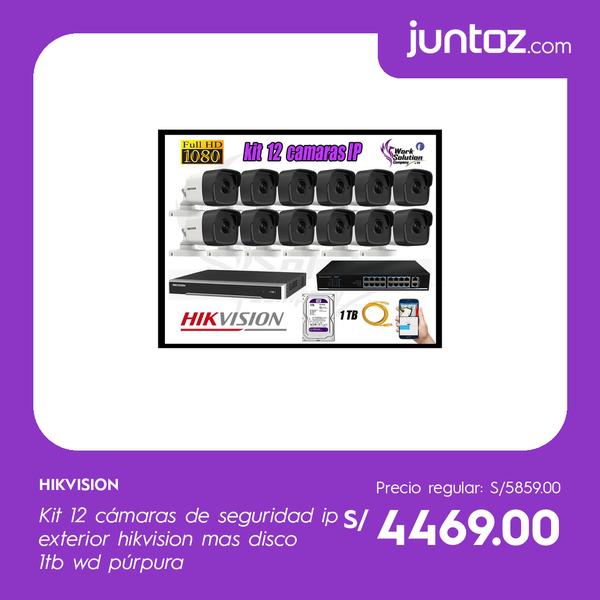 juntoz.com
Full HD
1080
kit 12 camaras IP
Work
Solution
Company
HIKVISION
1 TB
HIKVISION
Kit 12 cámaras de seguridad ip
exterior hikvision mas disco
1tb wd púrpura
Precio regular: S/5859.00
S/ 4469.00